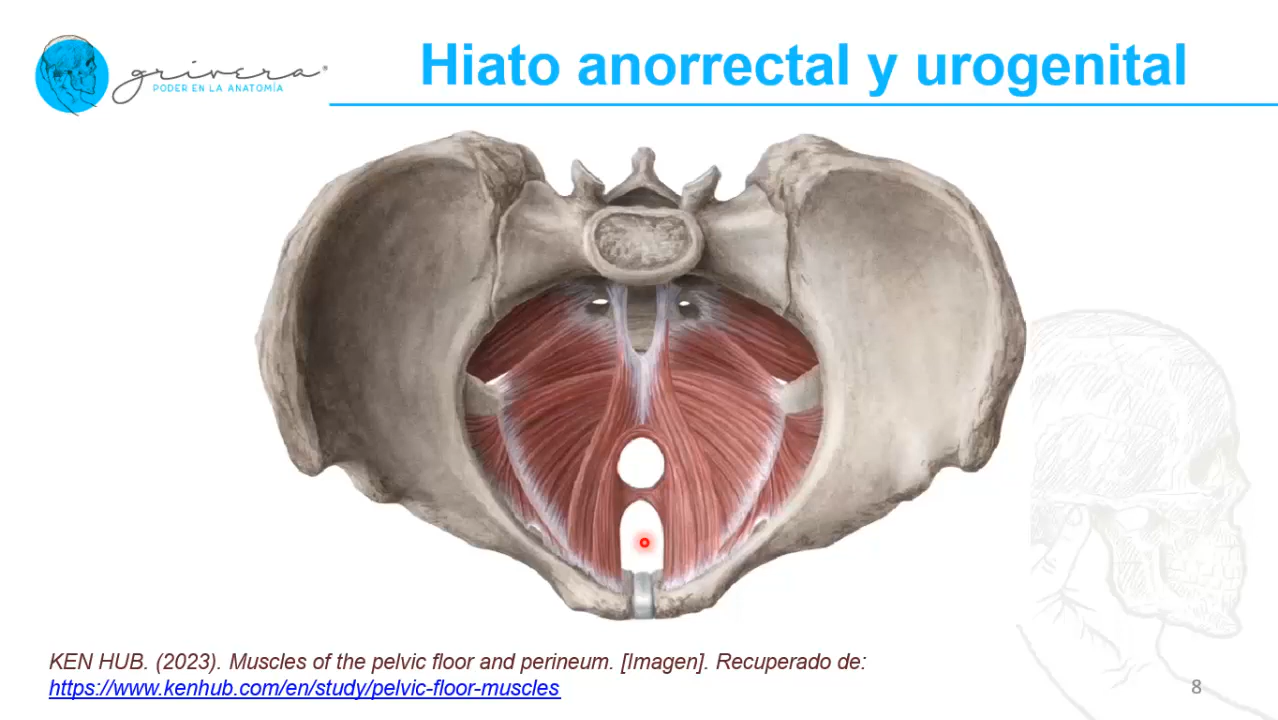 Hiato anorrectal y urogenital
grivera®
PODER EN LA ANATOMÍA
KEN HUB. (2023). Muscles of the pelvic floor and perineum. [Imagen]. Recuperado de:
https://www.kenhub.com/en/study/pelvic-floor-muscles
8